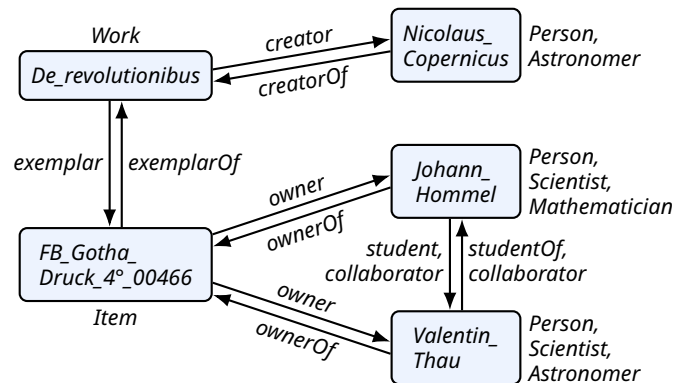 Work
De_revolutionibus
creator
creatorOf
Nicolaus_
Copernicus
Person,
Astronomer
exemplar
exemplarOf
owner
ownerOf
Johann_
Hommel
Person,
Scientist,
Mathematician
FB_Gotha_
Druck_4°_00466
Item
student,
collaborator
studentOf,
collaborator
owner
ownerOf
Valentin_
Thau
Person,
Scientist,
Astronomer